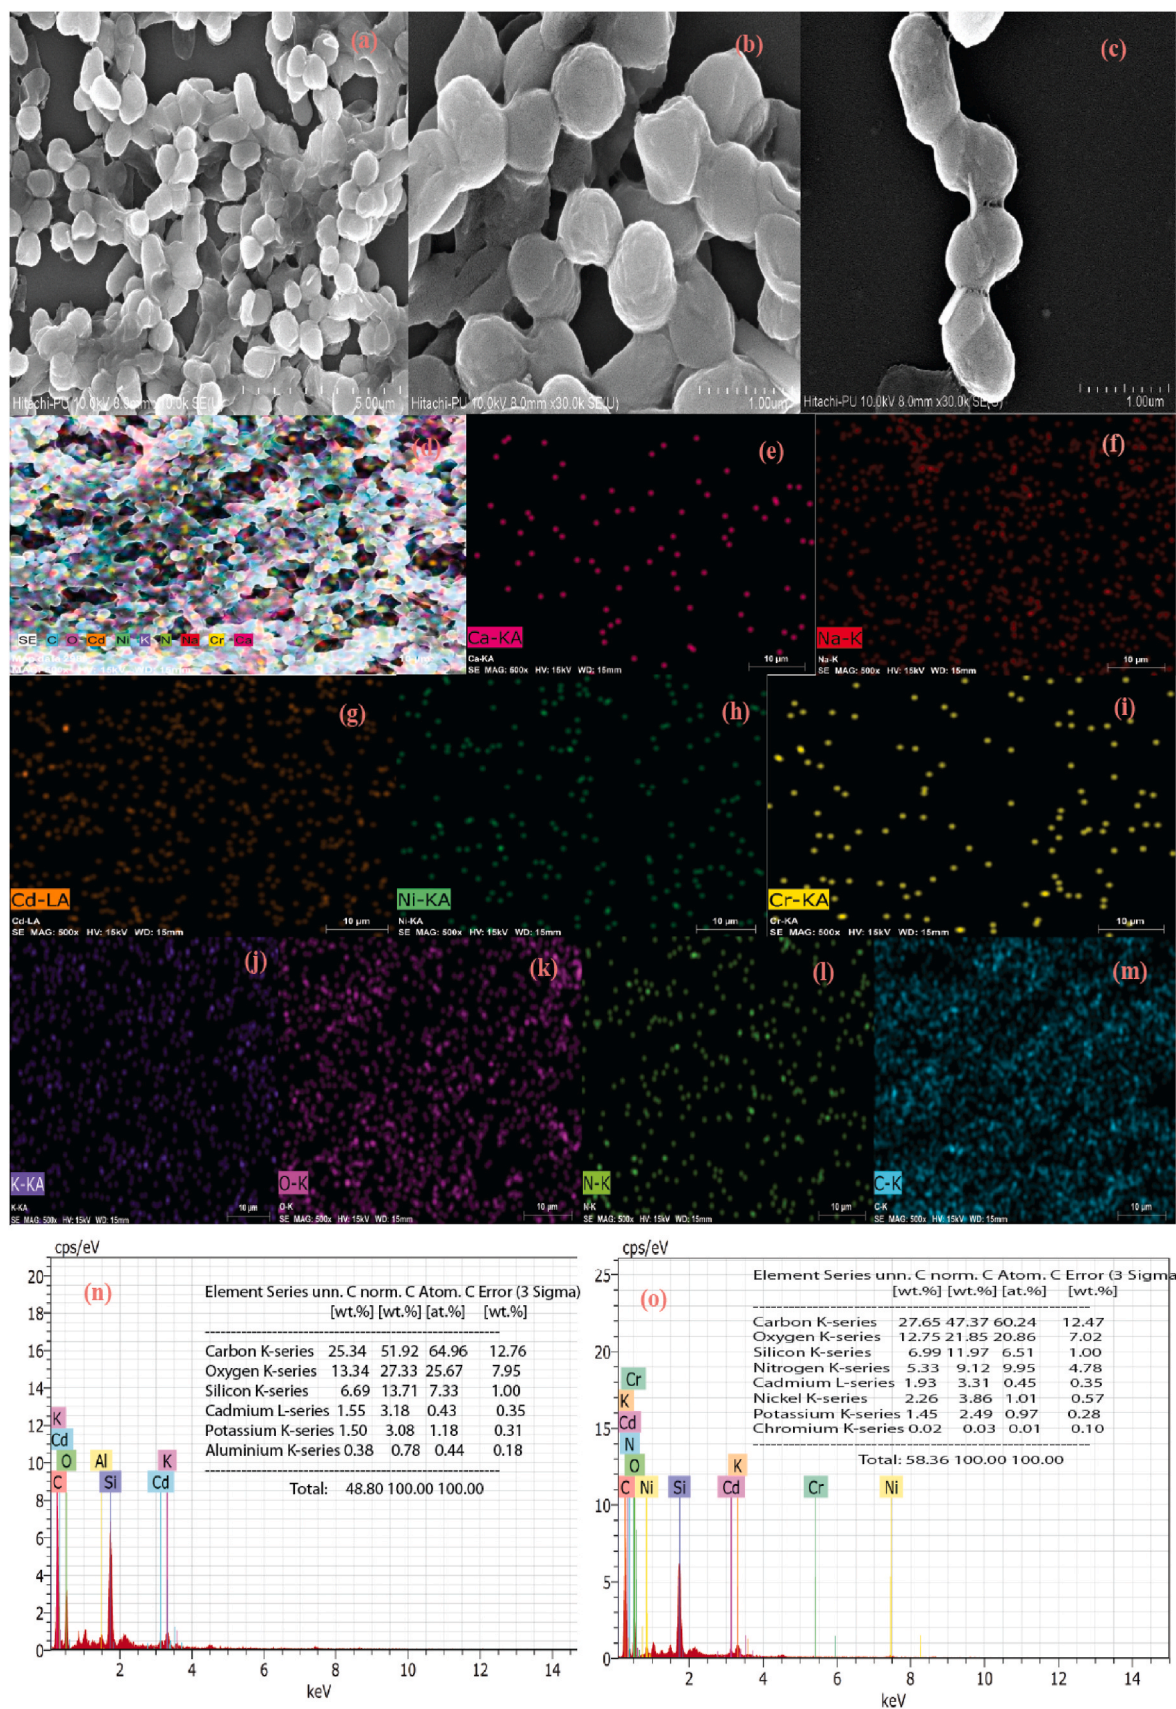 (a)
(b)
(c)
Hitachi-PU 10.0kV 8.0mm x10.0k SE(U)
5.00um
Hitachi-PU 10.0kV 8.0mm x30.0k SE(U)
1.00um
Hitachi-PU 10.0kV 8.0mm x30.0k SE(U)
1.00um
(d)
(e)
(f)
SE C O Cd Ni K N Na Cr Ca
10 µm
Ca-KA
Ca-KA
SE MAG: 500x HV: 15kV WD: 15mm
10 µm
Na-K
Na-K
SE MAG: 500x HV: 15kV WD: 15mm
10 µm
(g)
(h)
(i)
Cd-LA
Cd-LA
SE MAG: 500x HV: 15kV WD: 15mm
10 µm
Ni-KA
Ni-KA
SE MAG: 500x HV: 15kV WD: 15mm
10 µm
Cr-KA
Cr-KA
SE MAG: 500x HV: 15kV WD: 15mm
10 µm
(j)
(k)
(l)
(m)
K-KA
K-KA
SE MAG: 500x HV: 15kV WD: 15mm
10 µm
O-K
O-K
SE MAG: 500x HV: 15kV WD: 15mm
10 µm
N-K
N-K
SE MAG: 500x HV: 15kV WD: 15mm
10 µm
C-K
C-K
SE MAG: 500x HV: 15kV WD: 15mm
10 µm
cps/eV
(n)
Element Series unn. C norm. C Atom. C Error (3 Sigma)
[wt.%] [wt.%] [at.%] [wt.%]
Carbon K-series 25.34 51.92 64.96 12.76
Oxygen K-series 13.34 27.33 25.67 7.95
Silicon K-series 6.69 13.71 7.33 1.00
Cadmium L-series 1.55 3.18 0.43 0.35
Potassium K-series 1.50 3.08 1.18 0.31
Aluminium K-series 0.38 0.78 0.44 0.18
Total: 48.80 100.00 100.00
20
18
16
14
12
10
8
6
4
2
0
K
Cd
O Al K
C Si Cd
2 4 6 8 10 12 14
keV
cps/eV
(o)
Element Series unn. C norm. C Atom. C Error (3 Sigma
[wt.%] [wt.%] [at.%] [wt.%]
Carbon K-series 27.65 47.37 60.24 12.47
Oxygen K-series 12.75 21.85 20.86 7.02
Silicon K-series 6.99 11.97 6.51 1.00
Nitrogen K-series 5.33 9.12 9.95 4.78
Cadmium L-series 1.93 3.31 0.45 0.35
Nickel K-series 2.26 3.86 1.01 0.57
Potassium K-series 1.45 2.49 0.97 0.28
Chromium K-series 0.02 0.03 0.01 0.10
Total: 58.36 100.00 100.00
25
20
15
10
5
0
Cr
K
Cd
N
O K
C Ni Si Cd Cr Ni
2 4 6 8 10 12 14
keV